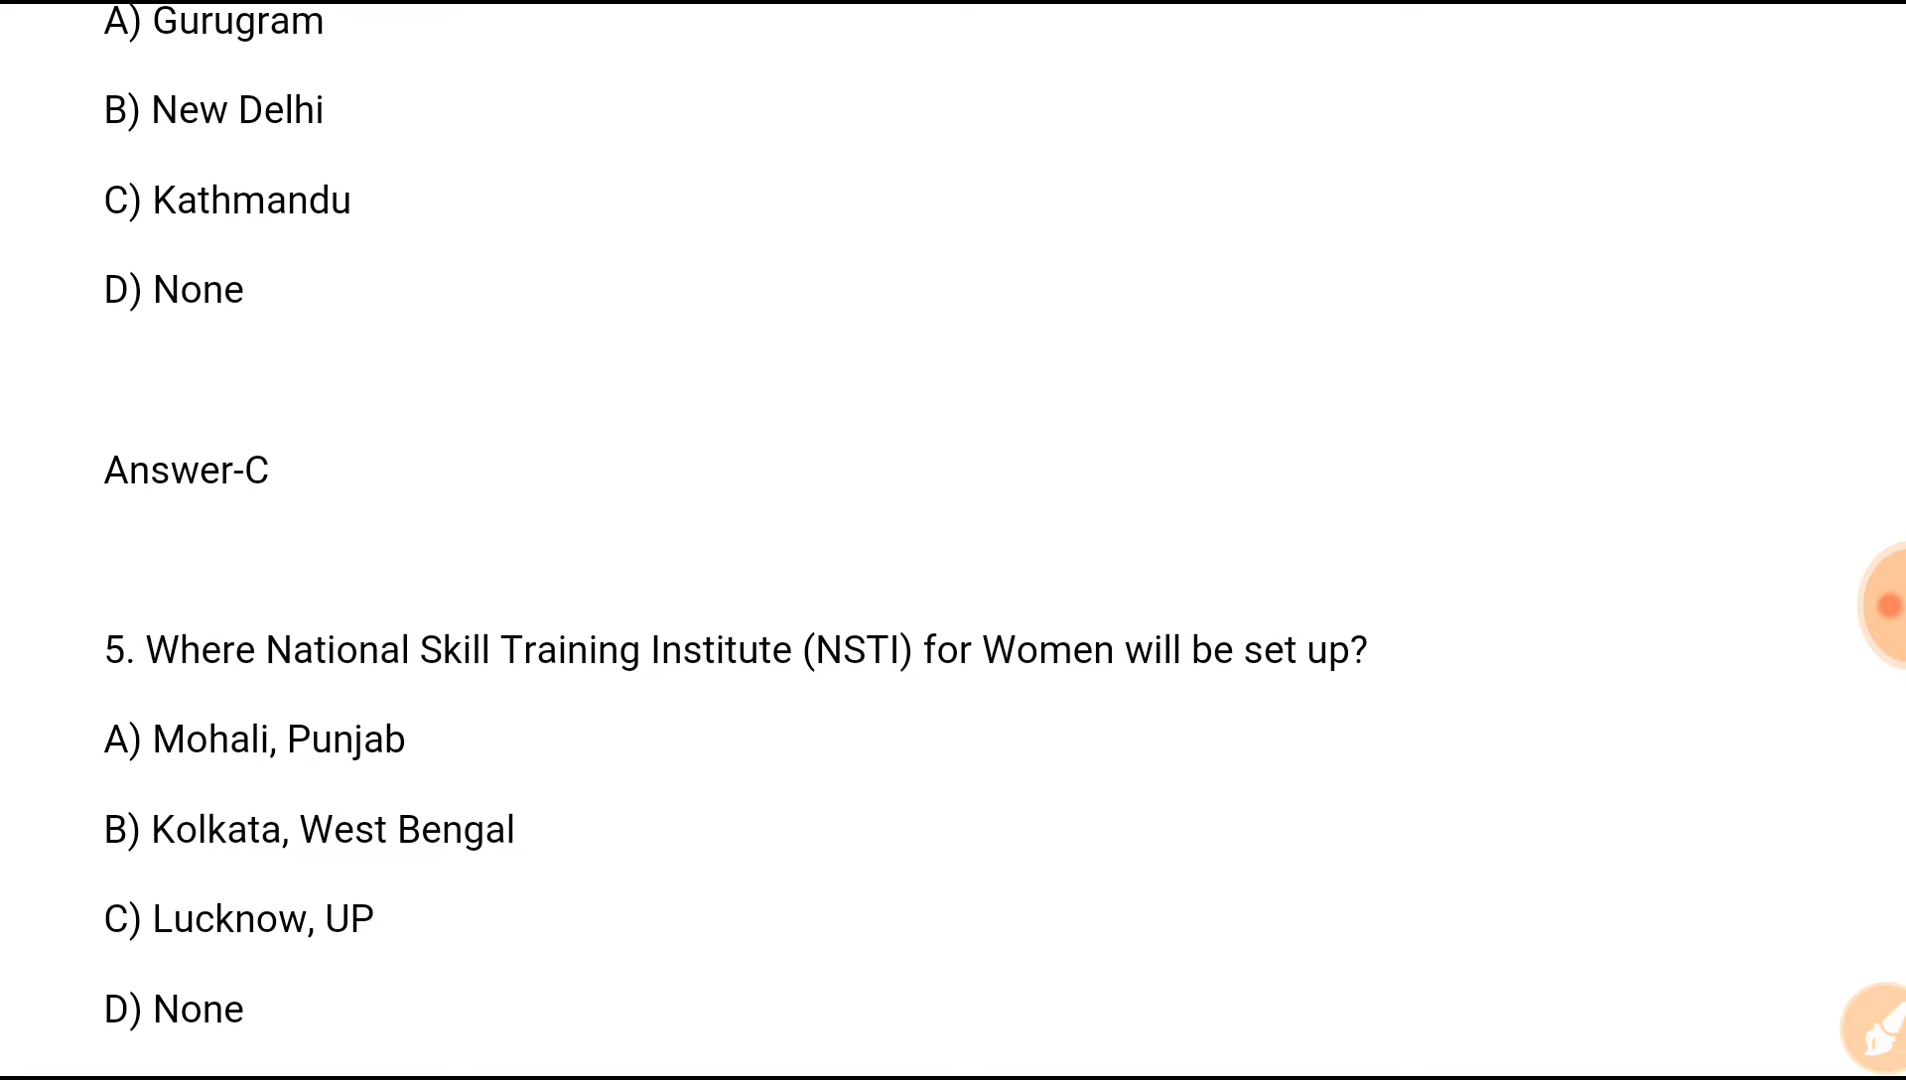 A) Gurugram
B) New Delhi
C) Kathmandu
D) None
Answer-C
5. Where National Skill Training Institute (NSTI) for Women will be set up?
A) Mohali, Punjab
B) Kolkata, West Bengal
C) Lucknow, UP
D) None